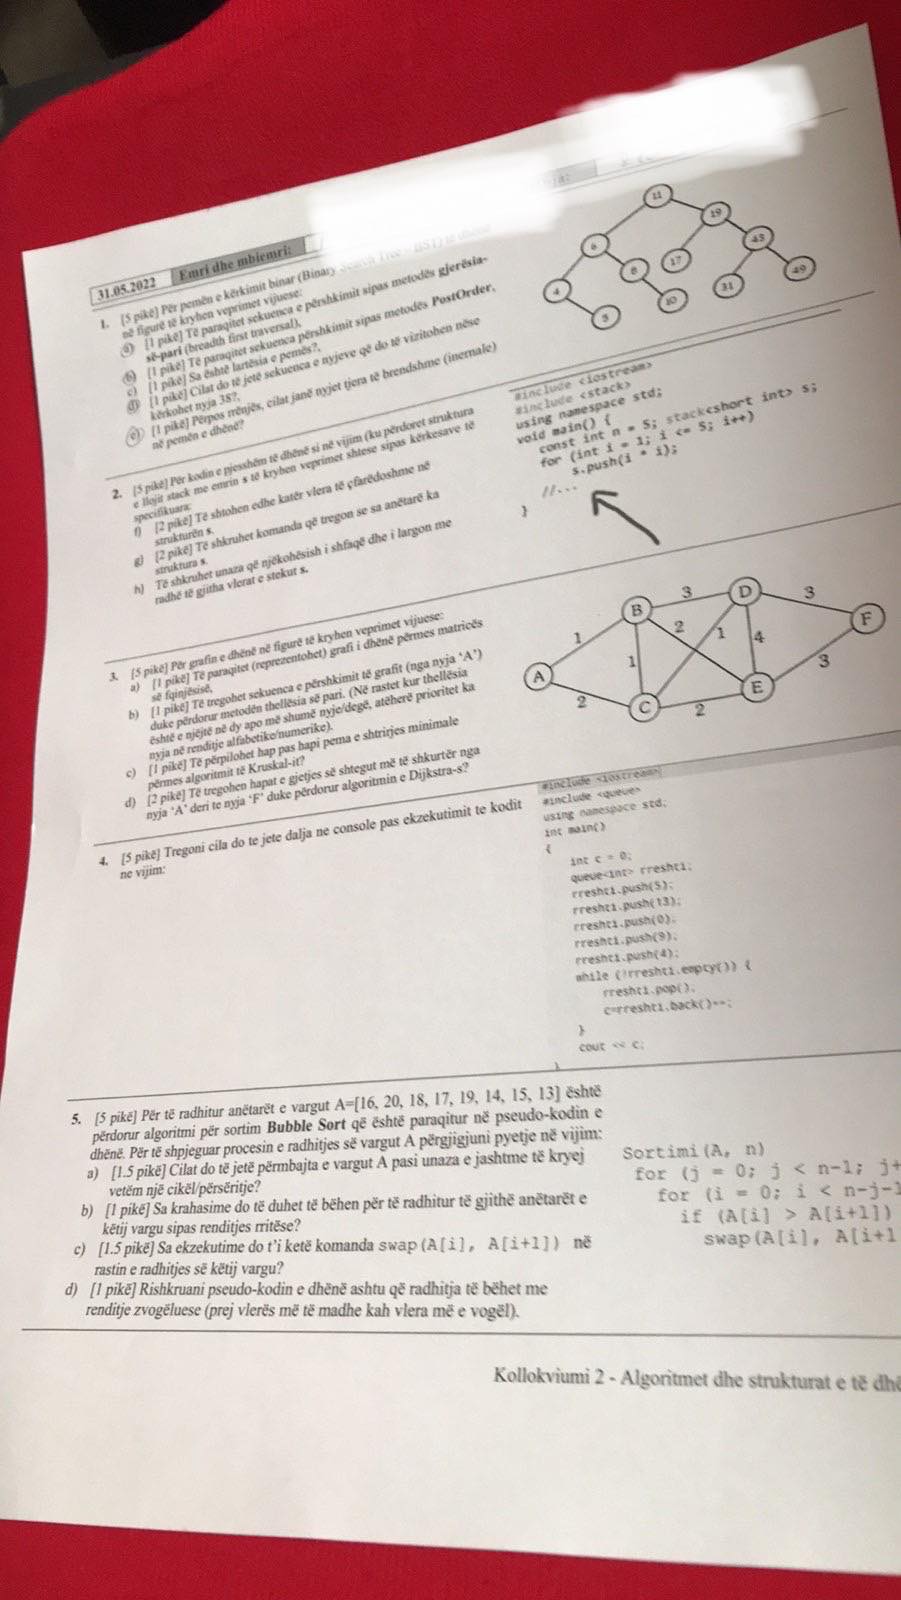 31.05.2022 Emri dhe mbiemri:
1. [5 pikë] Për pemën e kërkimit binar (Binary Search Tree - BST) të dhënë
në figurë të kryhen veprimet vijuese:
a) [1 pikë] Të paraqitet sekuenca e përshkimit sipas metodës gjerësia-
së-pari (breadth first traversal),
b) [1 pikë] Të paraqitet sekuenca përshkimit sipas metodës PostOrder,
c) [1 pikë] Sa është lartësia e pemës?,
d) [1 pikë] Cilat do të jetë sekuenca e nyjeve që do të vizitohen nëse
kërkohet nyja 38?,
e) [1 pikë] Përpos rrënjës, cilat janë nyjet tjera të brendshme (inernale)
në pemën e dhënë?
11
6
19
4
8
17
43
5
10
31
49
2. [5 pikë] Për kodin e pjesshëm të dhënë si në vijim (ku përdoret struktura
e llojit stack me emrin s të kryhen veprimet shtese sipas kërkesave të
specifikuara:
f) [2 pikë] Të shtohen edhe katër vlera të çfarëdoshme në
strukturën s.
g) [2 pikë] Të shkruhet komanda që tregon se sa anëtarë ka
struktura s.
h) Të shkruhet unaza që njëkohësisht i shfaqë dhe i largon me
radhë të gjitha vlerat e stekut s.
#include <iostream>
#include <stack>
using namespace std;
void main() {
const int n = 5; stack<short int> s;
for (int i = 1; i <= 5; i++)
s.push(i * i);
//...
}
3. [5 pikë] Për grafin e dhënë në figurë të kryhen veprimet vijuese:
a) [1 pikë] Të paraqitet (reprezentohet) grafi i dhënë përmes matricës
së fqinjësisë,
b) [1 pikë] Të tregohet sekuenca e përshkimit të grafit (nga nyja ‘A’)
duke përdorur metodën thellësia së pari. (Në rastet kur thellësia
është e njëjtë në dy apo më shumë nyje/degë, atëherë prioritet ka
nyja në renditje alfabetike/numerike).
c) [1 pikë] Të përpilohet hap pas hapi pema e shtrirjes minimale
përmes algoritmit të Kruskal-it?
d) [2 pikë] Të tregohen hapat e gjetjes së shtegut më të shkurtër nga
nyja ‘A’ deri te nyja ‘F’ duke përdorur algoritmin e Dijkstra-s?
B 3 D 3 F
1 2 1 4
A 1 3
2 C 2 E
4. [5 pikë] Tregoni cila do te jete dalja ne console pas ekzekutimit te kodit
ne vijim:
#include <iostream>
#include <queue>
using namespace std;
int main()
{
int c = 0;
queue<int> rreshti;
rreshti.push(5);
rreshti.push(13);
rreshti.push(0);
rreshti.push(9);
rreshti.push(4);
while (!rreshti.empty()) {
rreshti.pop();
c=rreshti.back()--;
}
cout << c;
}
5. [5 pikë] Për të radhitur anëtarët e vargut A=[16, 20, 18, 17, 19, 14, 15, 13] është
përdorur algoritmi për sortim Bubble Sort që është paraqitur në pseudo-kodin e
dhënë. Për të shpjeguar procesin e radhitjes së vargut A përgjigjuni pyetje në vijim:
a) [1.5 pikë] Cilat do të jetë përmbajta e vargut A pasi unaza e jashtme të kryej
vetëm një cikël/përsëritje?
b) [1 pikë] Sa krahasime do të duhet të bëhen për të radhitur të gjithë anëtarët e
këtij vargu sipas renditjes rritëse?
c) [1.5 pikë] Sa ekzekutime do t’i ketë komanda swap(A[i], A[i+1]) në
rastin e radhitjes së këtij vargu?
d) [1 pikë] Rishkruani pseudo-kodin e dhënë ashtu që radhitja të bëhet me
renditje zvogëluese (prej vlerës më të madhe kah vlera më e vogël).
Sortimi(A, n)
for (j = 0; j < n-1; j+
for (i = 0; i < n-j-1
if (A[i] > A[i+1])
swap(A[i], A[i+1
Kollokviumi 2 - Algoritmet dhe strukturat e të dhë